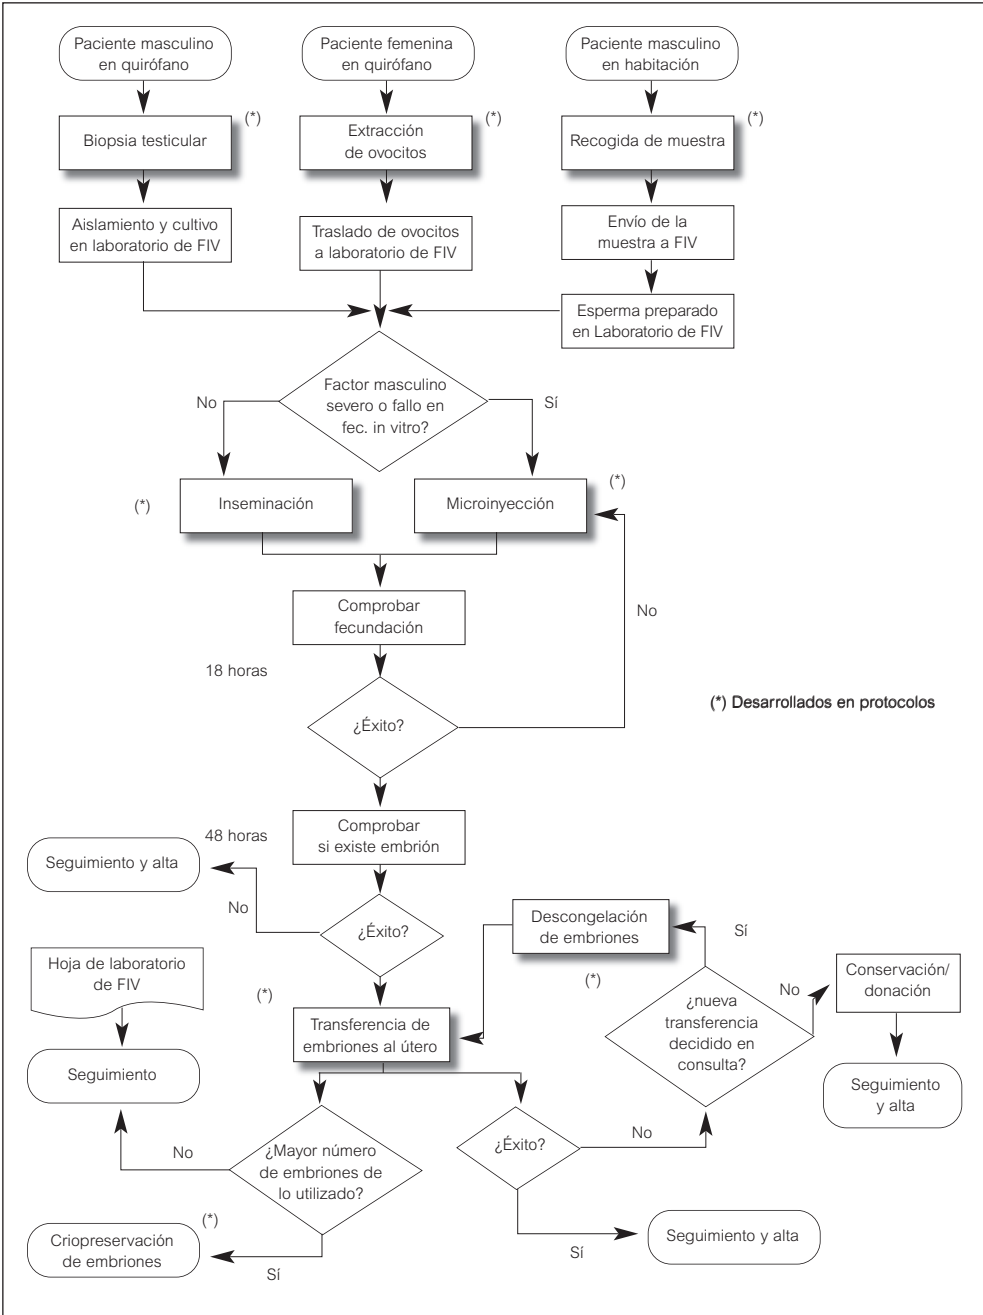 Paciente masculino
en quirófano
Paciente femenina
en quirófano
Paciente masculino
en habitación
(*)
Biopsia testicular
(*)
Extracción
de ovocitos
(*)
Recogida de muestra
Aislamiento y cultivo
en laboratorio de FIV
Traslado de ovocitos
a laboratorio de FIV
Envío de la
muestra a FIV
Esperma preparado
en Laboratorio de FIV
Factor masculino
severo o fallo en
fec. in vitro?
No
Sí
(*)
Inseminación
(*)
Microinyección
Comprobar
fecundación
No
18 horas
¿Éxito?
(*) Desarrollados en protocolos
Comprobar
si existe embrión
48 horas
Seguimiento y alta
No
¿Éxito?
Descongelación
de embriones
(*)
Sí
Hoja de laboratorio
de FIV
(*)
Transferencia de
embriones al útero
¿nueva
transferencia
decidido en
consulta?
No
Conservación/
donación
Seguimiento
Seguimiento
y alta
No
¿Mayor número
de embriones de
lo utilizado?
¿Éxito?
No
(*)
Criopreservación
de embriones
Sí
Sí
Seguimiento y alta